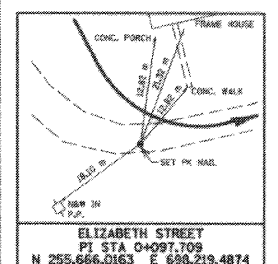 FRAME HOUSE
CONC. PORCH
CONC. WALK
SET PK NAIL
N&W IN
P.P.
ELIZABETH STREET
PI STA 0+097.709
N 255,666.0163 E 698,219.4874